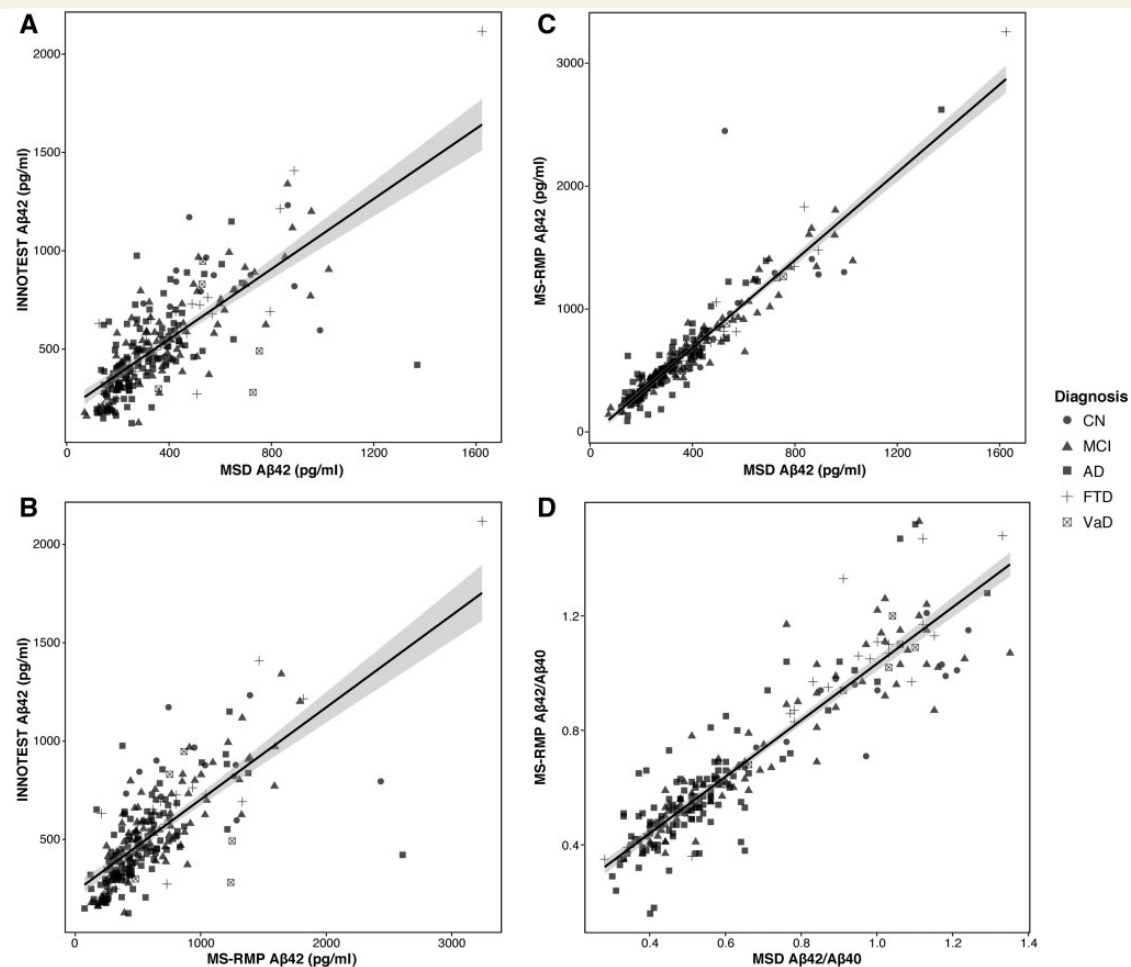 A
INNOTEST Aβ42 (pg/ml)
2000
1500
1000
500
0
400
800
1200
1600
MSD Aβ42 (pg/ml)
C
MS-RMP Aβ42 (pg/ml)
3000
2000
1000
0
0
400
800
1200
1600
MSD Aβ42 (pg/ml)
Diagnosis
CN
MCI
AD
FTD
VaD
B
INNOTEST Aβ42 (pg/ml)
2000
1500
1000
500
0
1000
2000
3000
MS-RMP Aβ42 (pg/ml)
D
MS-RMP Aβ42/Aβ40
1.2
0.8
0.4
0.4
0.6
0.8
1.0
1.2
1.4
MSD Aβ42/Aβ40